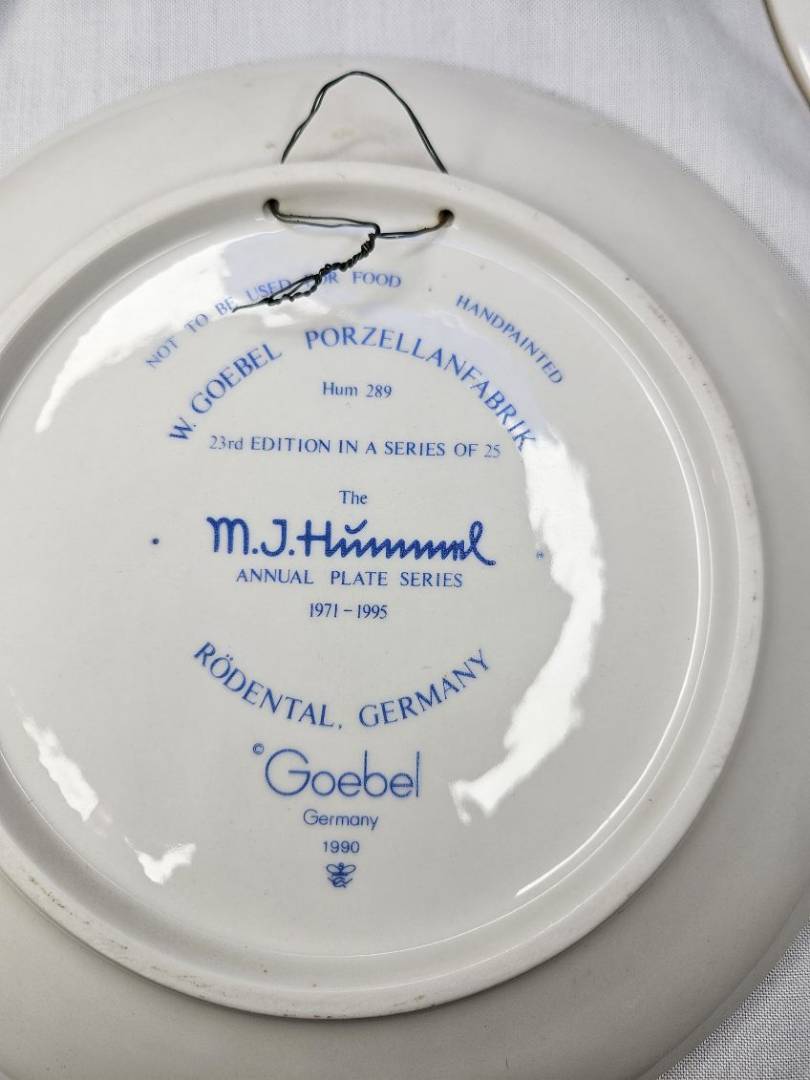 NOT TO BE USED FOR FOOD
HANDPAINTED
W. GOEBEL PORZELLANFABRIK
Hum 289
23rd EDITION IN A SERIES OF 25
The
M.J.Hummel
ANNUAL PLATE SERIES
1971-1995
RÖDENTAL, GERMANY
© Goebel
Germany
1990